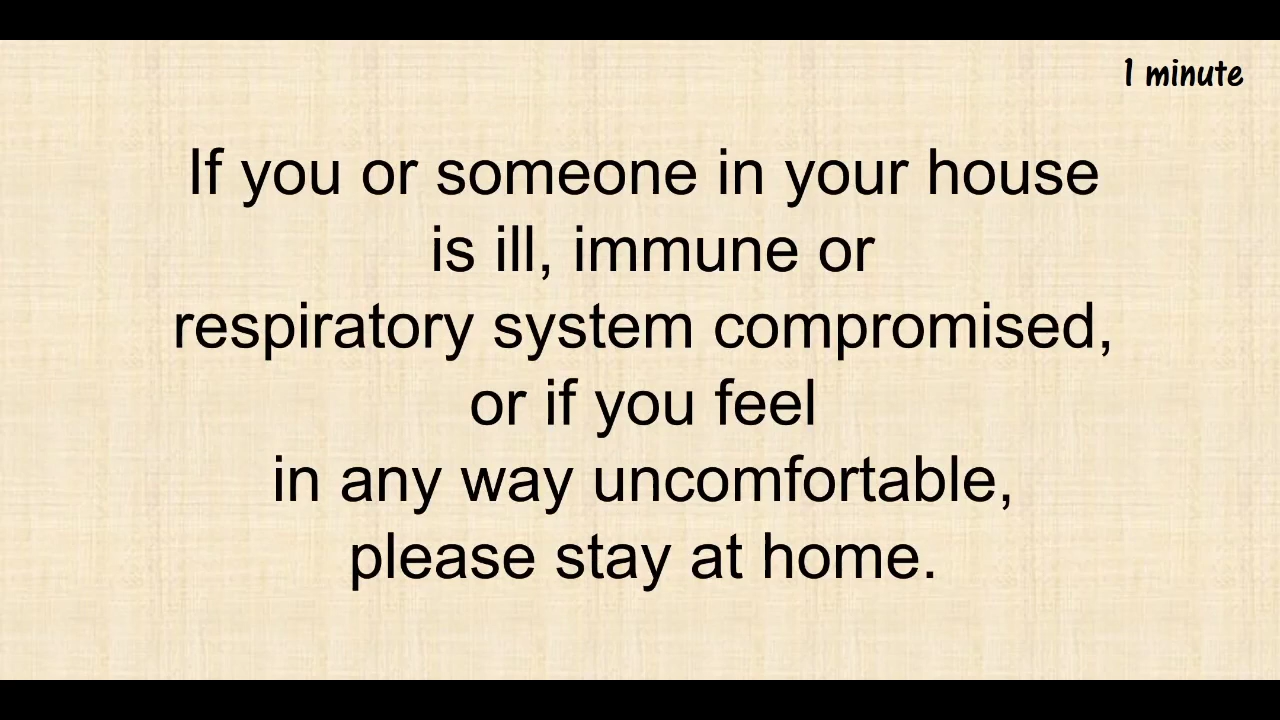 1 minute
If you or someone in your house
is ill, immune or
respiratory system compromised,
or if you feel
in any way uncomfortable,
please stay at home.